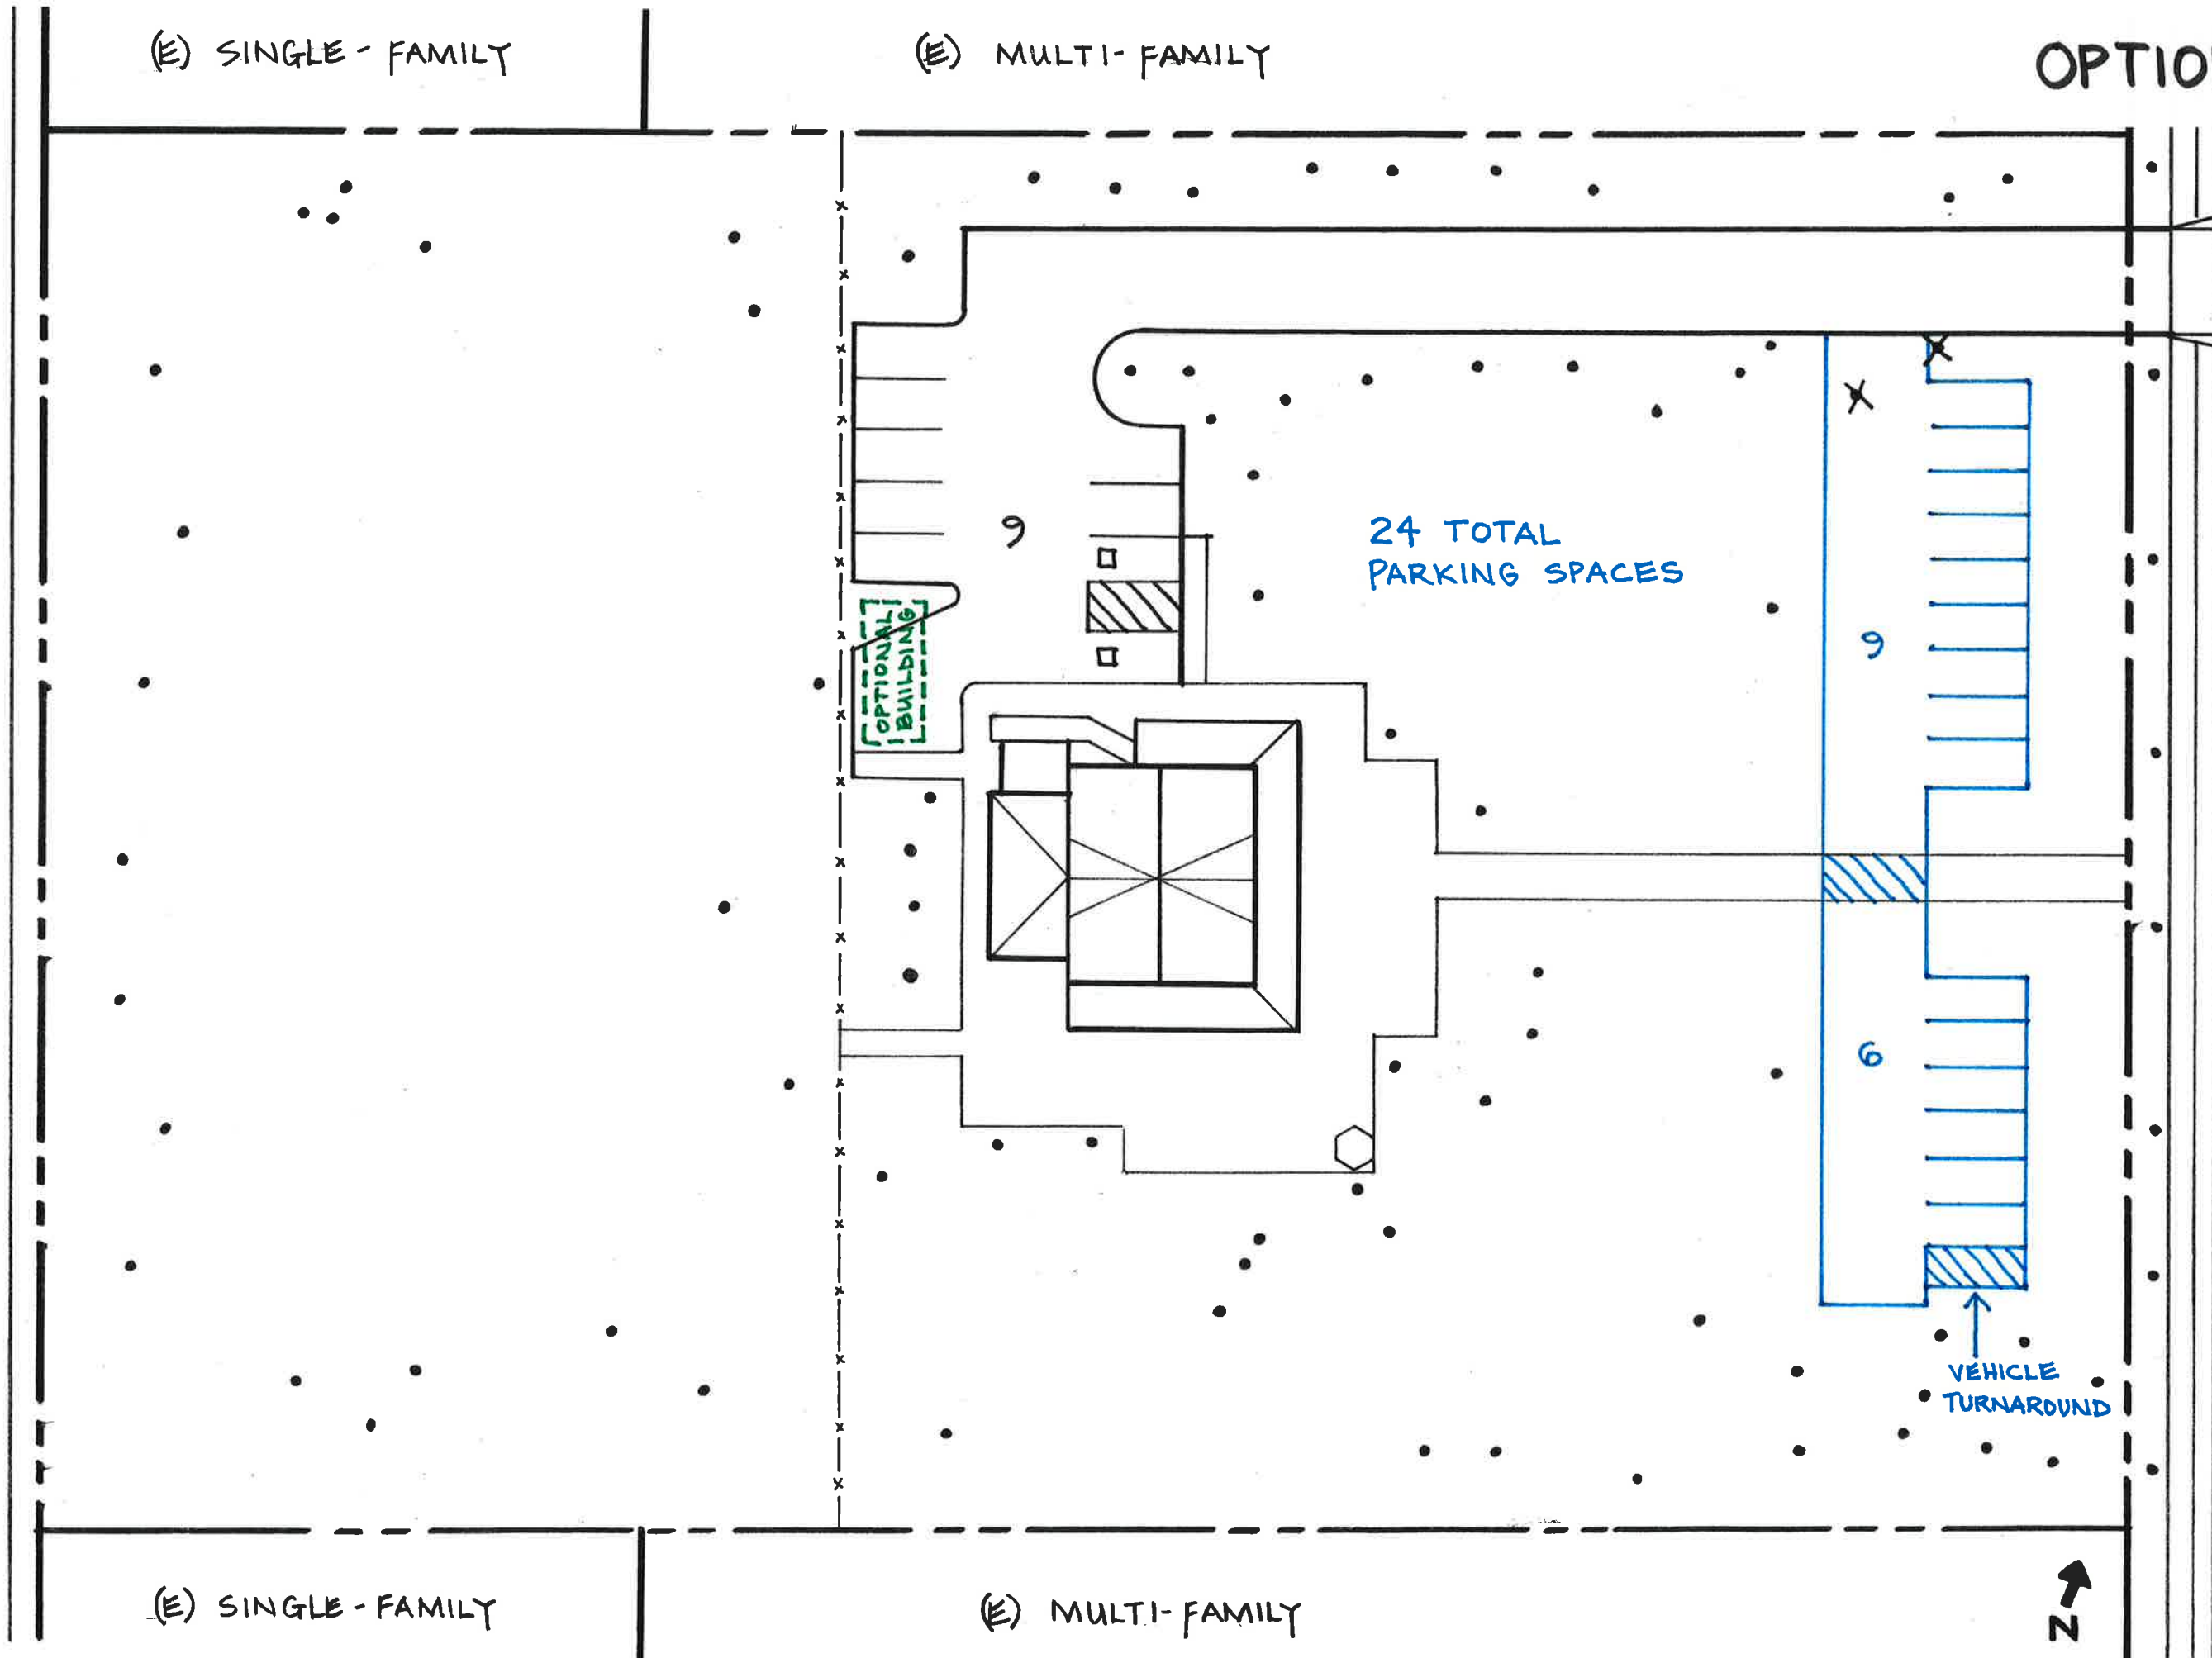 (E) SINGLE-FAMILY
(E) MULTI-FAMILY
OPTIO
9
24 TOTAL
PARKING SPACES
9
OPTIONAL
BUILDING
6
VEHICLE
TURNAROUND
(E) SINGLE-FAMILY
(E) MULTI-FAMILY
N